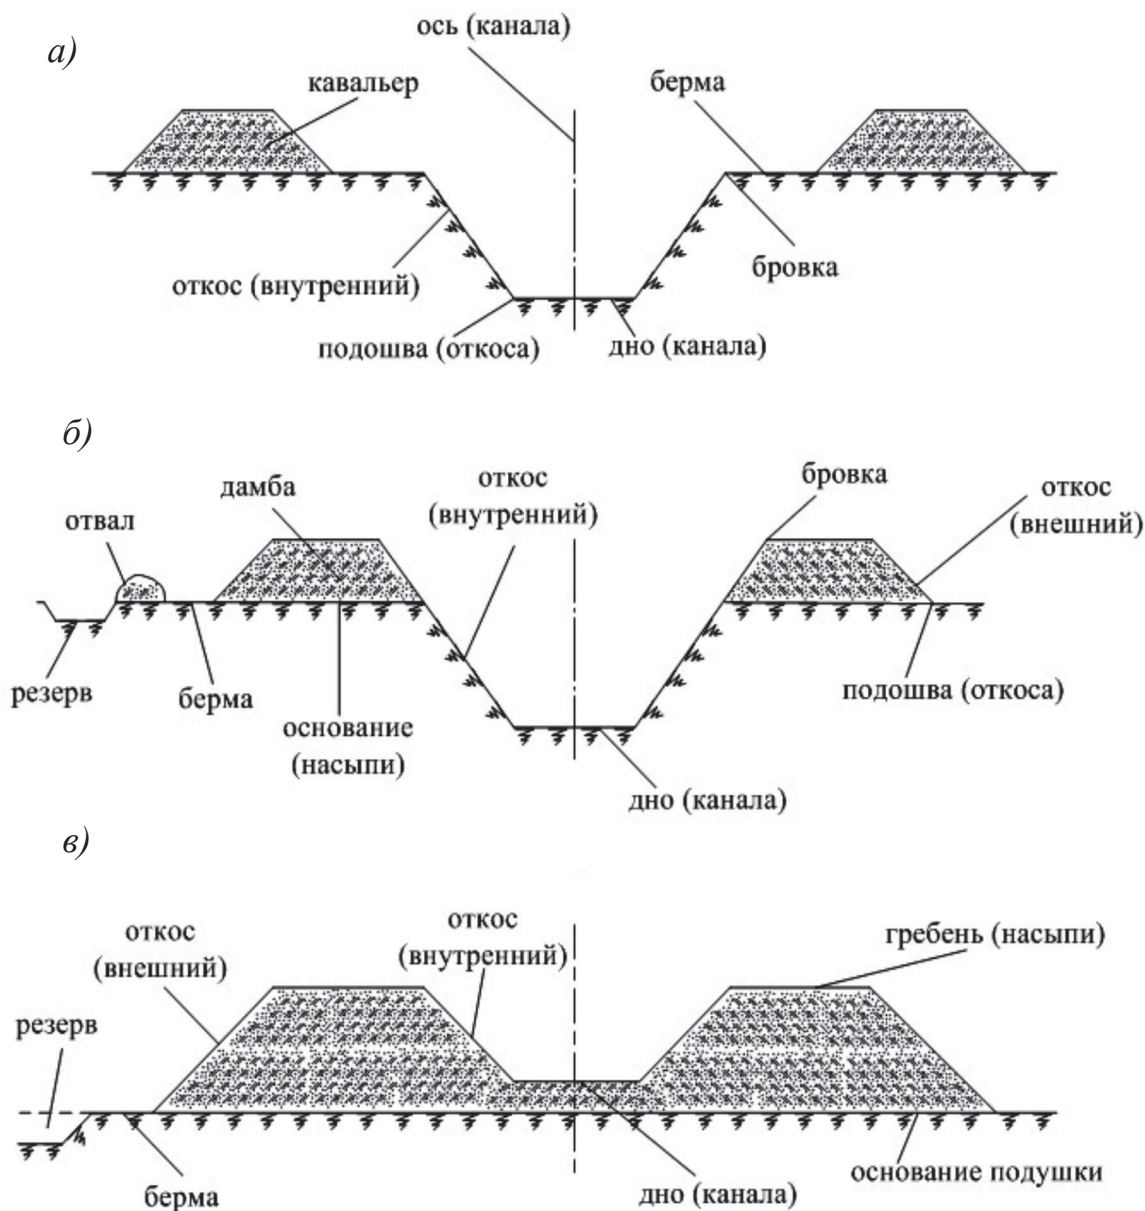 а)
ось (канала)
кавальер
берма
откос (внутренний)
бровка
подошва (откоса)
дно (канала)
б)
дамба
откос
(внутренний)
бровка
откос
(внешний)
отвал
резерв
берма
основание
(насыпи)
подошва (откоса)
дно (канала)
в)
откос
(внешний)
откос
(внутренний)
гребень (насыпи)
резерв
берма
дно (канала)
основание подушки